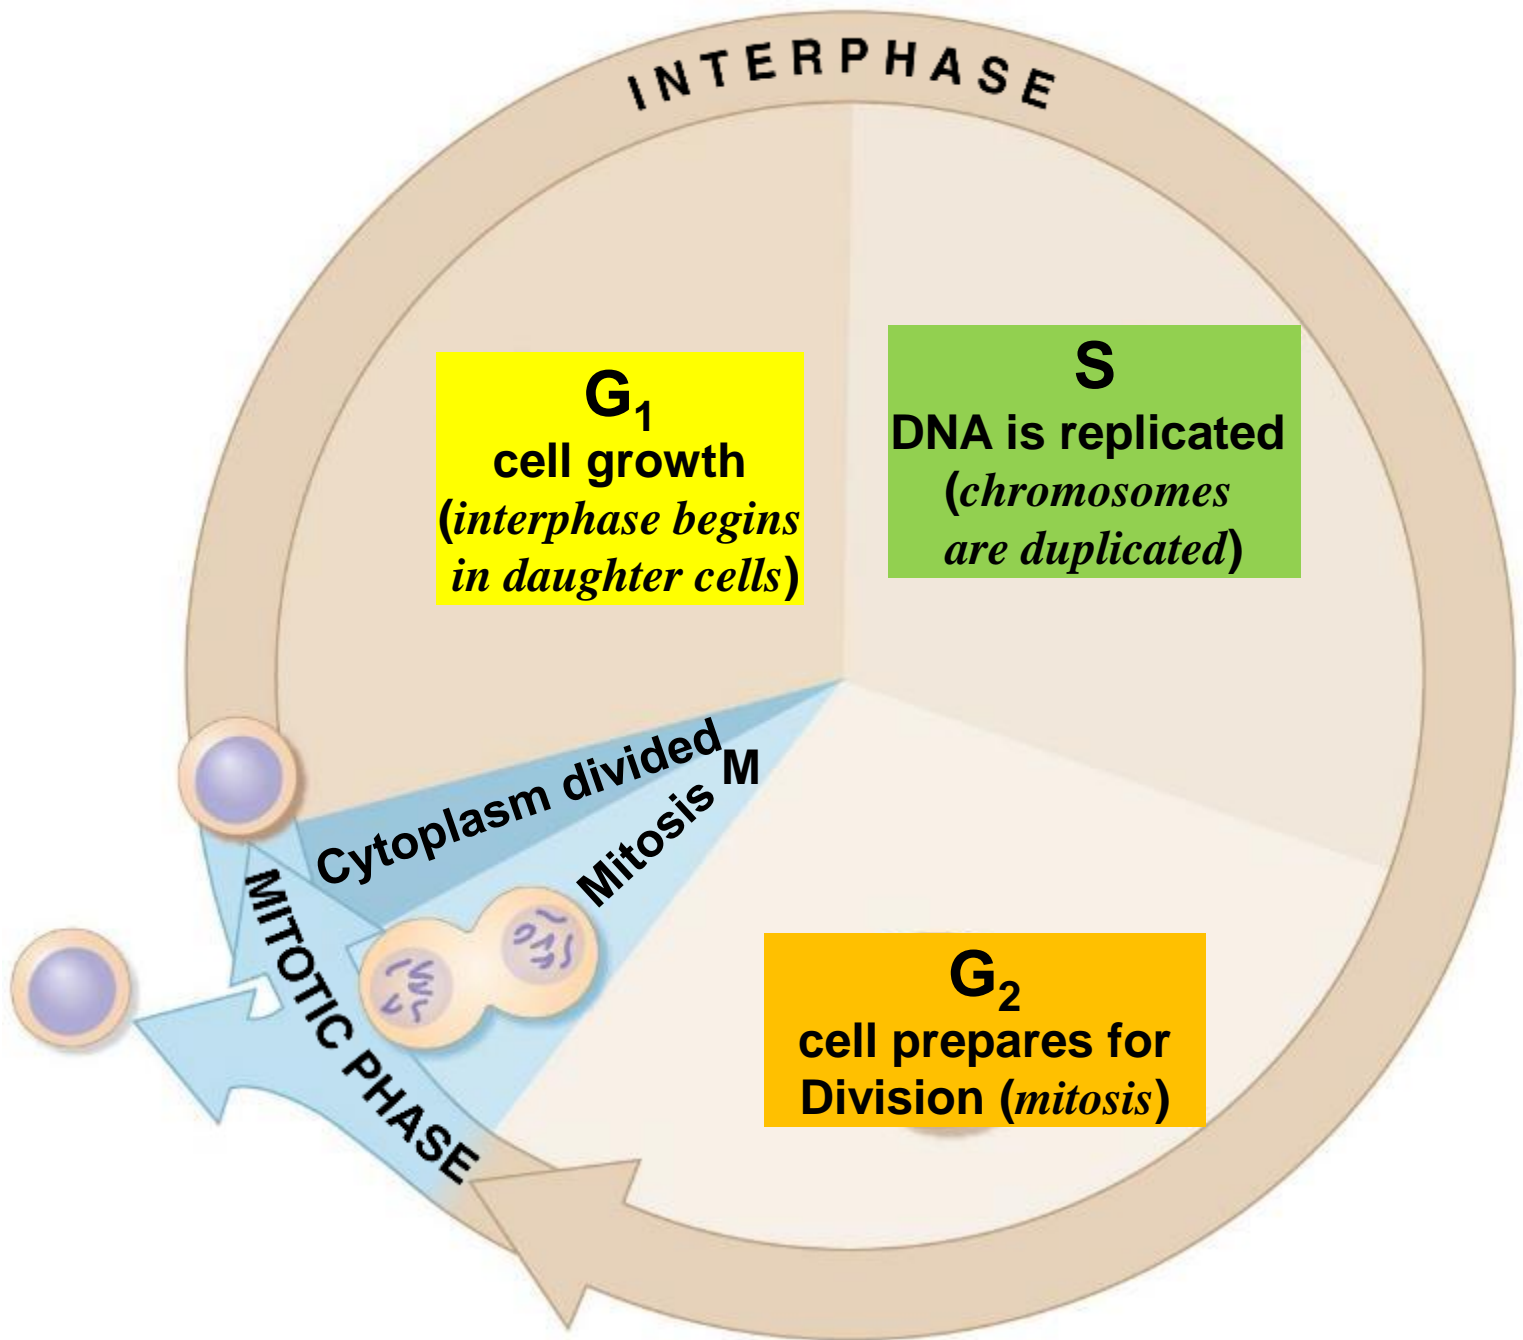 INTERPHASE
G₁
cell growth
(interphase begins
in daughter cells)
S
DNA is replicated
(chromosomes
are duplicated)
Cytoplasm divided
M
Mitosis
MITOTIC PHASE
G₂
cell prepares for
Division (mitosis)